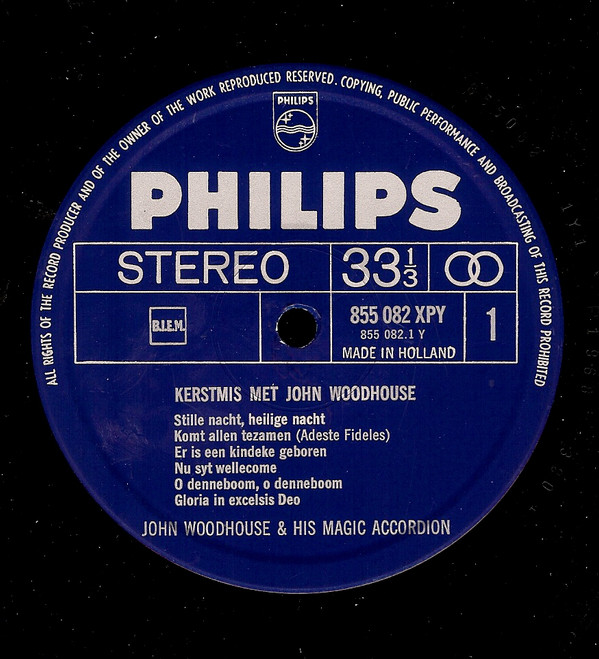 ALL RIGHTS OF THE RECORD PRODUCER AND OF THE OWNER OF THE WORK REPRODUCED RESERVED. COPYING, PUBLIC PERFORMANCE AND BROADCASTING OF THIS RECORD PROHIBITED
PHILIPS
PHILIPS
STEREO 33⅓
B.I.E.M. 855 082 XPY 1
855 082.1 Y
MADE IN HOLLAND
KERSTMIS MET JOHN WOODHOUSE
Stille nacht, heilige nacht
Komt allen tezamen (Adeste Fideles)
Er is een kindeke geboren
Nu syt wellecome
O denneboom, o denneboom
Gloria in excelsis Deo
JOHN WOODHOUSE & HIS MAGIC ACCORDION